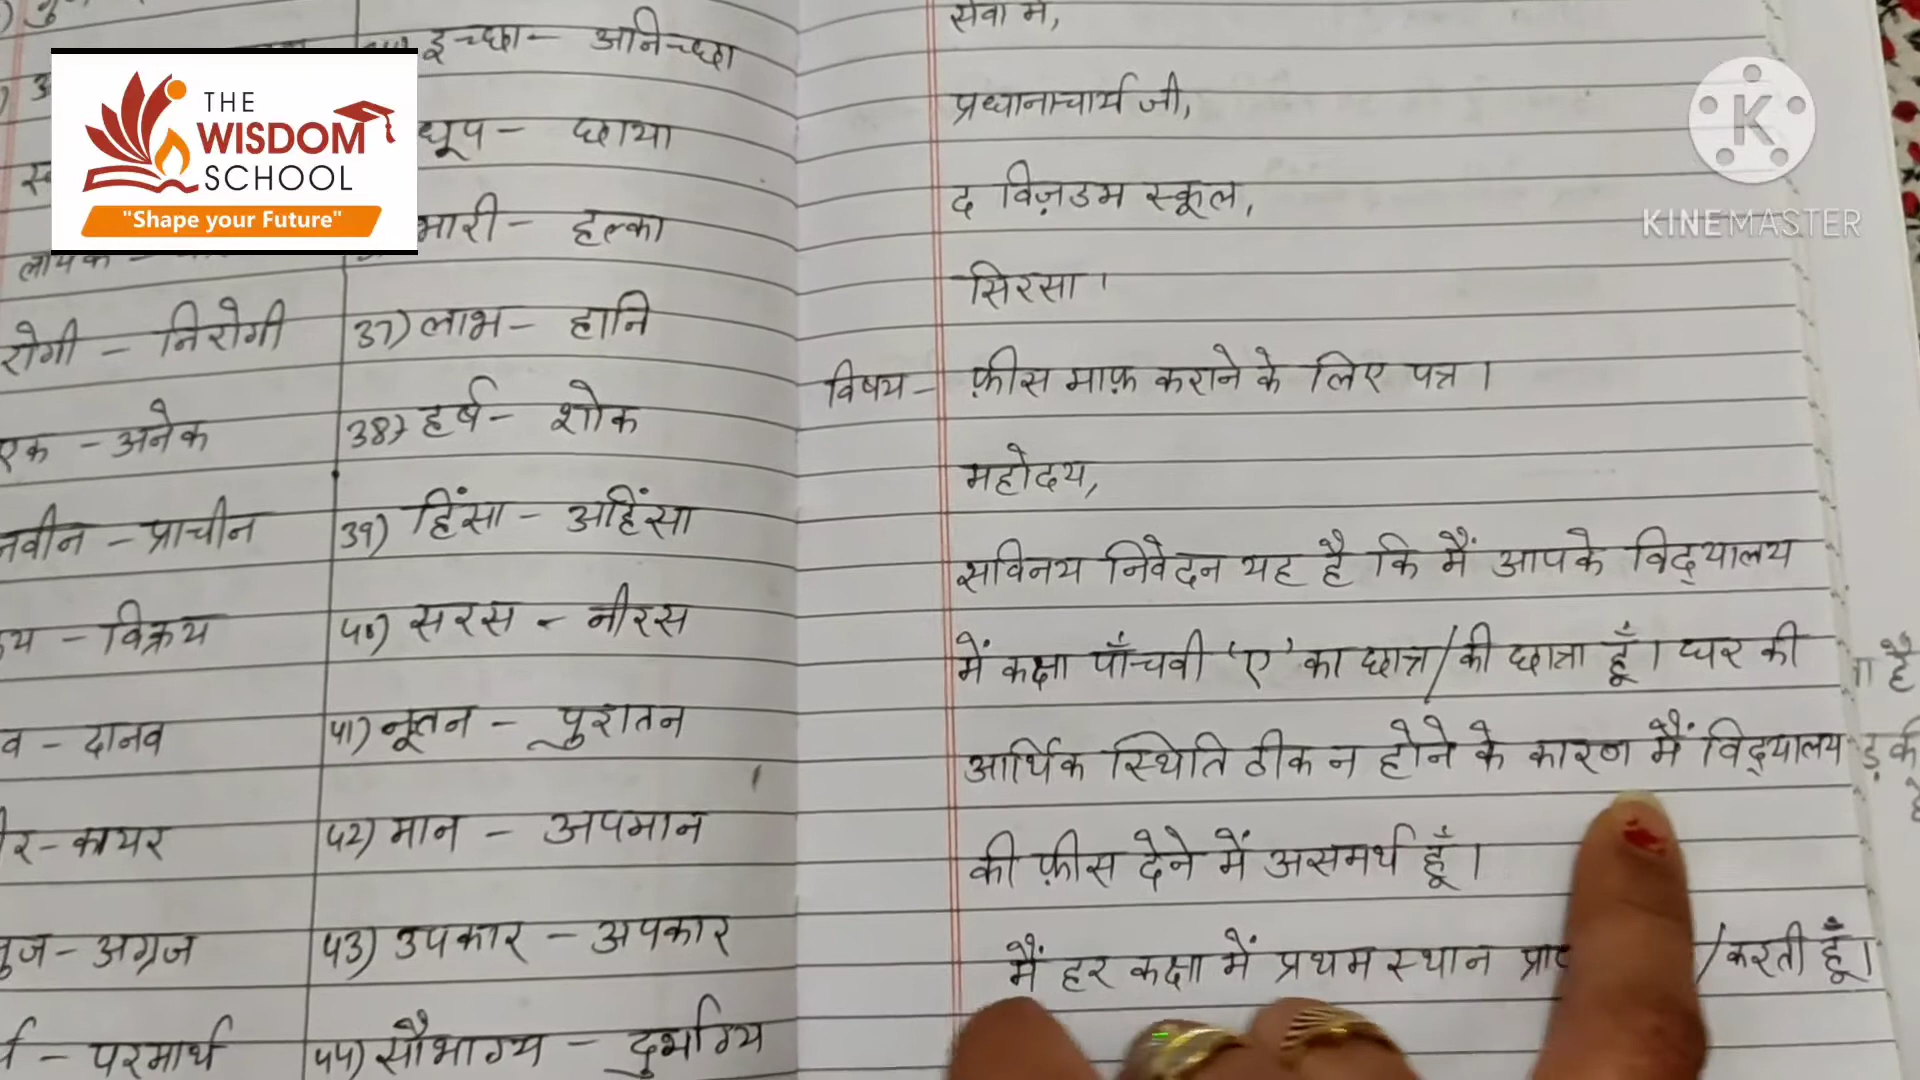 THE
WISDOM
SCHOOL
"Shape your Future"
K
KINEMASTER
इच्छा - अनिच्छा
धूप - छाया
भारी - हल्का
रोगी - निरोगी
37) लाभ - हानि
एक - अनेक
38) हर्ष - शोक
नवीन - प्राचीन
39) हिंसा - अहिंसा
- विक्रय
40) सरस - नीरस
- दानव
41) नूतन - पुरातन
- कायर
42) मान - अपमान
- अग्रज
43) उपकार - अपकार
- परमार्थ
44) सौभाग्य - दुर्भाग्य
सेवा में,
प्रधानाचार्य जी,
द विज़डम स्कूल,
सिरसा।
विषय - फ़ीस माफ़ कराने के लिए पत्र।
महोदय,
सविनय निवेदन यह है कि मैं आपके विद्यालय
में कक्षा पाँचवी 'ए' का छात्र/की छात्रा हूँ। घर की
आर्थिक स्थिति ठीक न होने के कारण मैं विद्यालय
की फ़ीस देने में असमर्थ हूँ।
मैं हर कक्षा में प्रथम स्थान /करती हूँ।